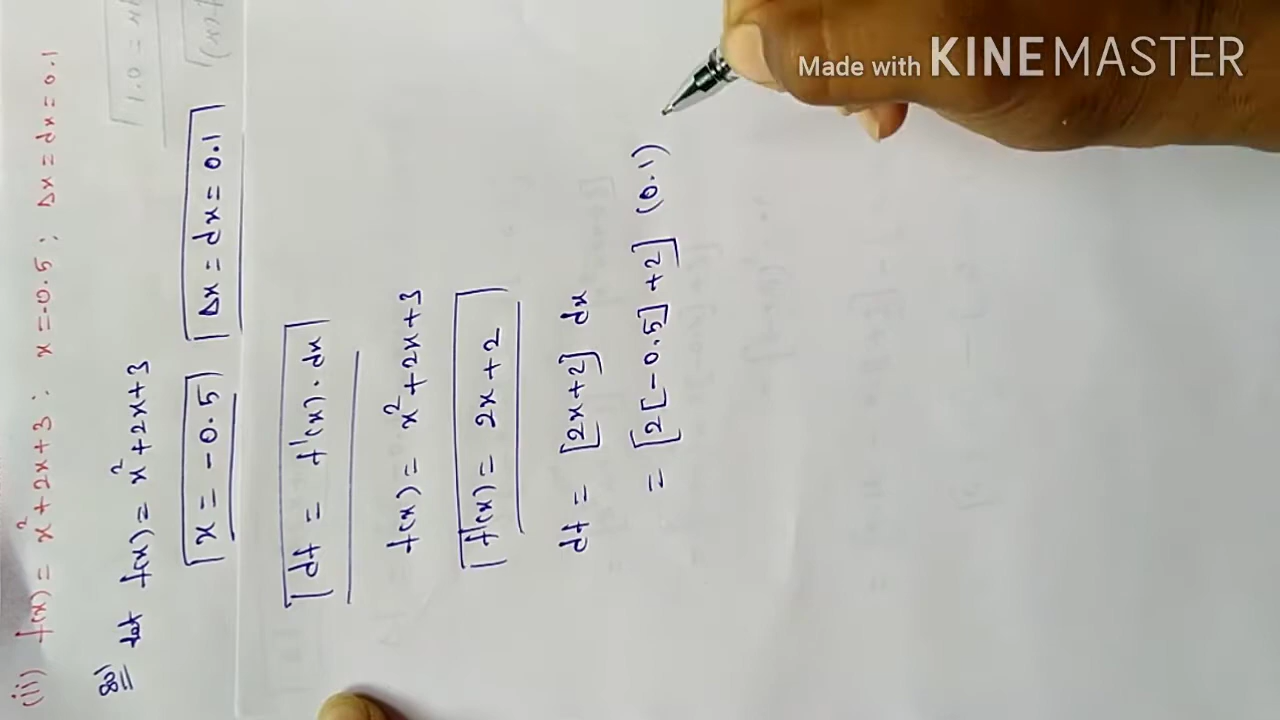 (ii) f(x) = x² + 2x + 3 : x = -0.5 ; Δx = dx = 0.1
Sol
Let f(x) = x² + 2x + 3
x = -0.5 Δx = dx = 0.1
df = f'(x) . dx
f(x) = x² + 2x + 3
f'(x) = 2x + 2
df = [2x + 2] dx
= [2[-0.5] + 2] (0.1)
Made with KINEMASTER